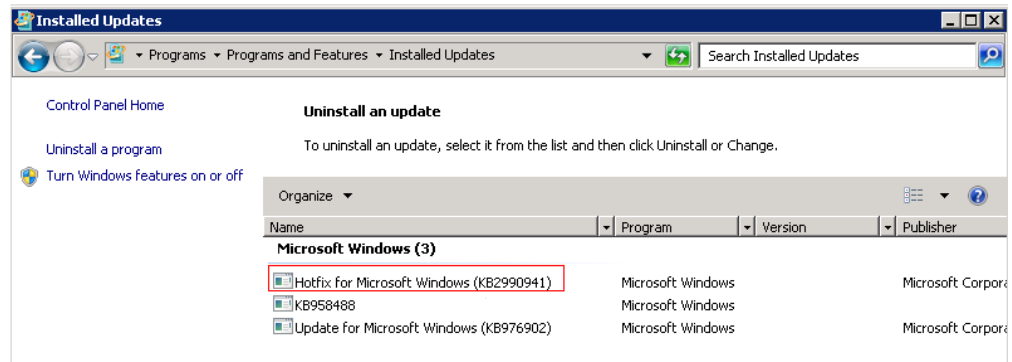 Installed Updates
Programs Programs and Features Installed Updates Search Installed Updates
Control Panel Home
Uninstall a program
Turn Windows features on or off
Uninstall an update
To uninstall an update, select it from the list and then click Uninstall or Change.
Organize
Name Program Version Publisher
Microsoft Windows (3)
Hotfix for Microsoft Windows (KB2990941) Microsoft Windows Microsoft Corpora
KB958488 Microsoft Windows
Update for Microsoft Windows (KB976902) Microsoft Windows Microsoft Corpora